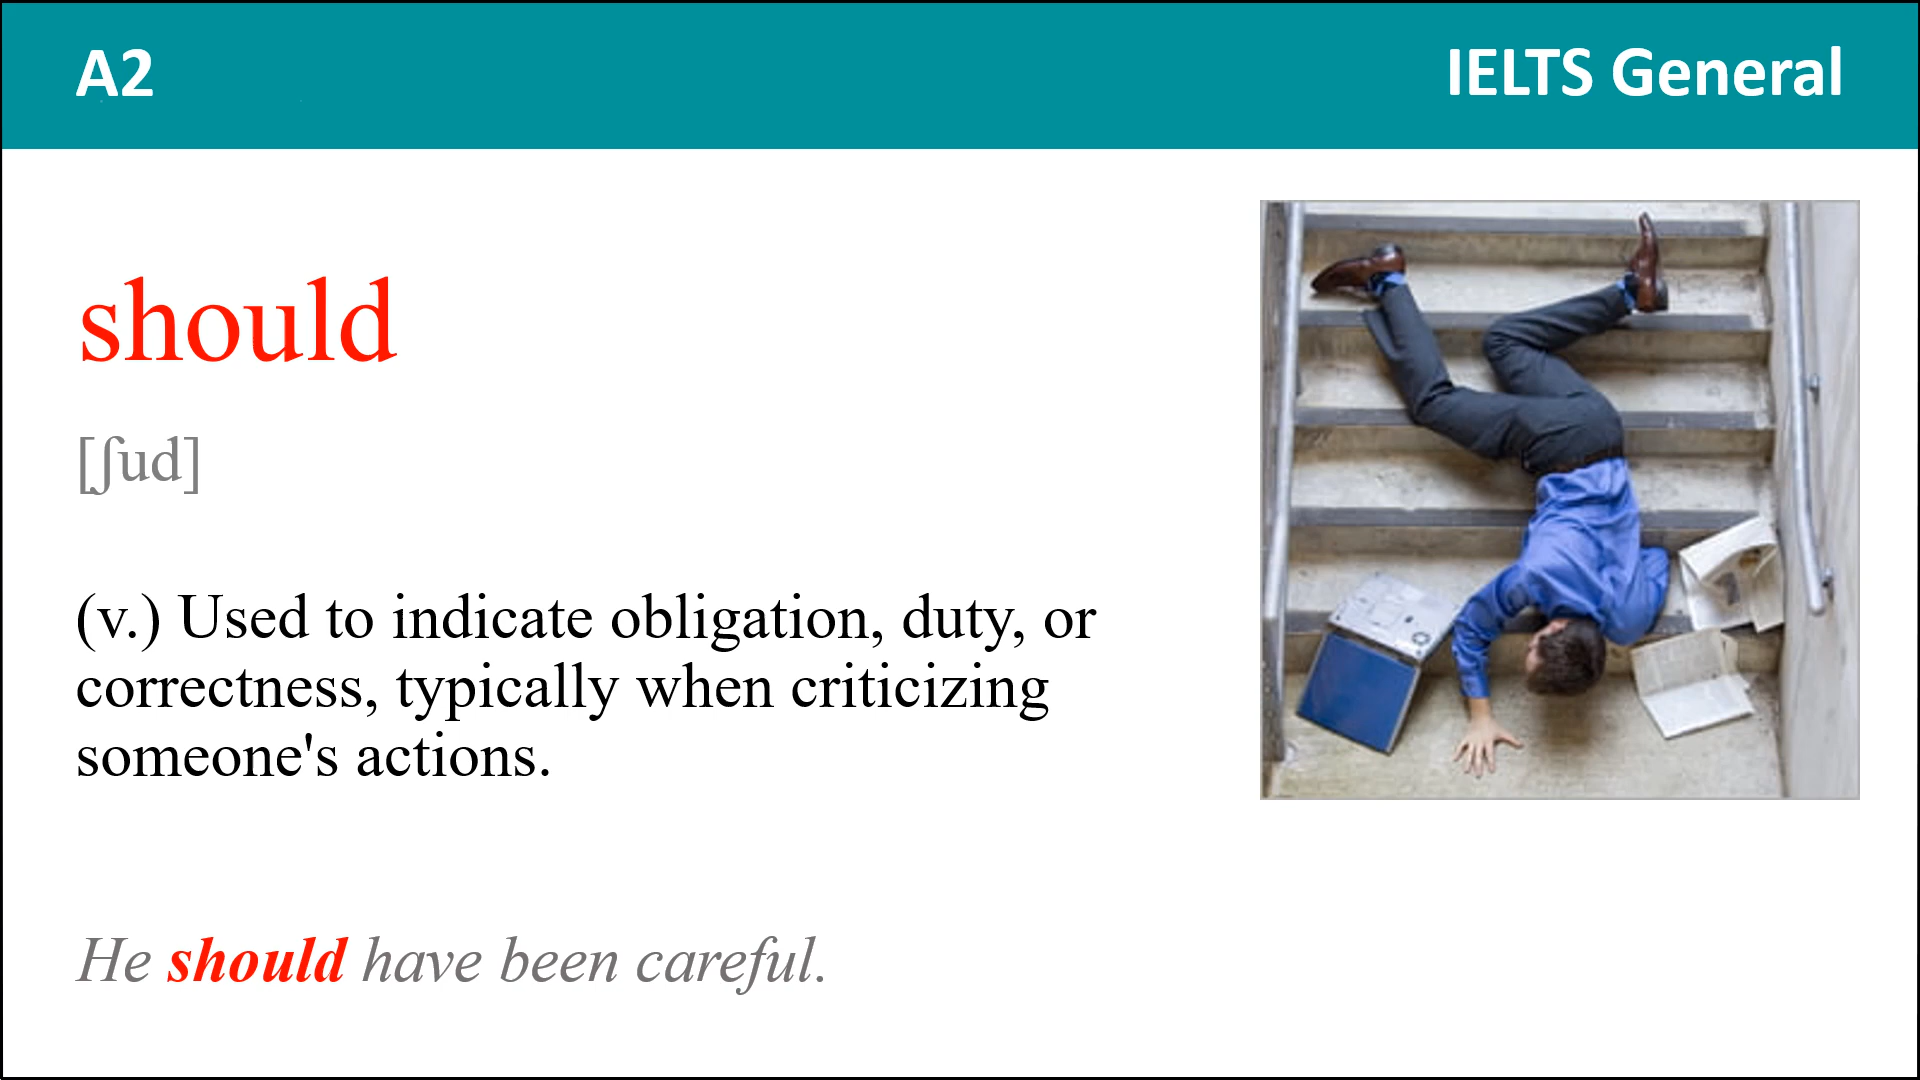 A2
IELTS General
should
[ʃud]
(v.) Used to indicate obligation, duty, or
correctness, typically when criticizing
someone's actions.
He should have been careful.